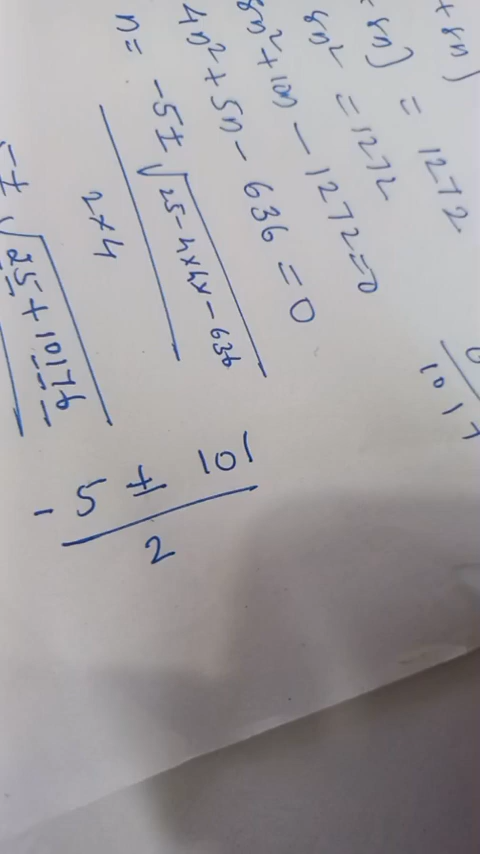 + 8n)
+ 8n] = 1272
8n² = 1272
8n² + 10n - 1272 = 0
4n² + 5n - 636 = 0
n = -5 ± √25 - 4×4× - 636
2×4
- ± √25 + 10176
- 5 ± 101
2
1017